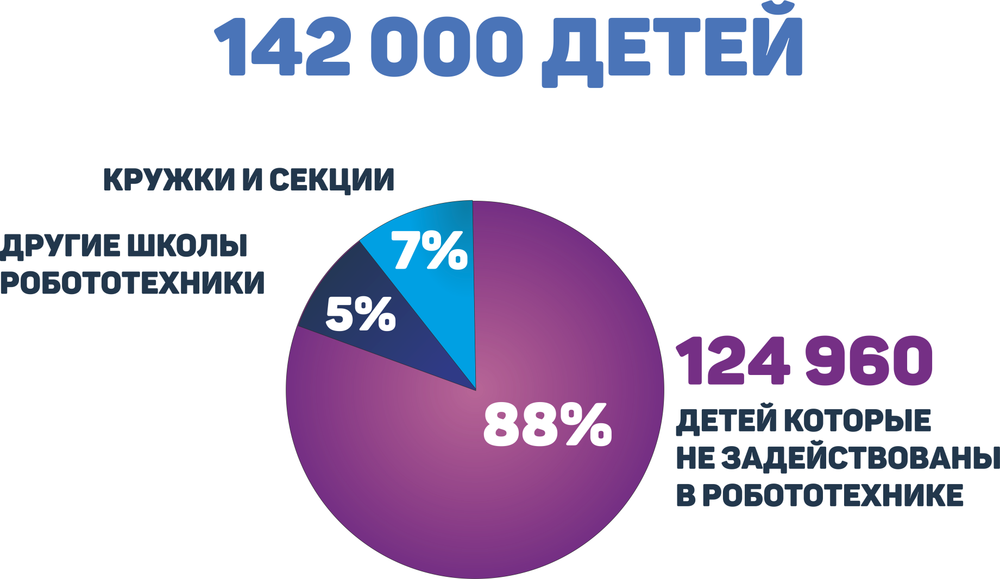 142 000 ДЕТЕЙ
КРУЖКИ И СЕКЦИИ
7%
ДРУГИЕ ШКОЛЫ
РОБОТОТЕХНИКИ
5%
88%
124 960
ДЕТЕЙ КОТОРЫЕ
НЕ ЗАДЕЙСТВОВАНЫ
В РОБОТОТЕХНИКЕ